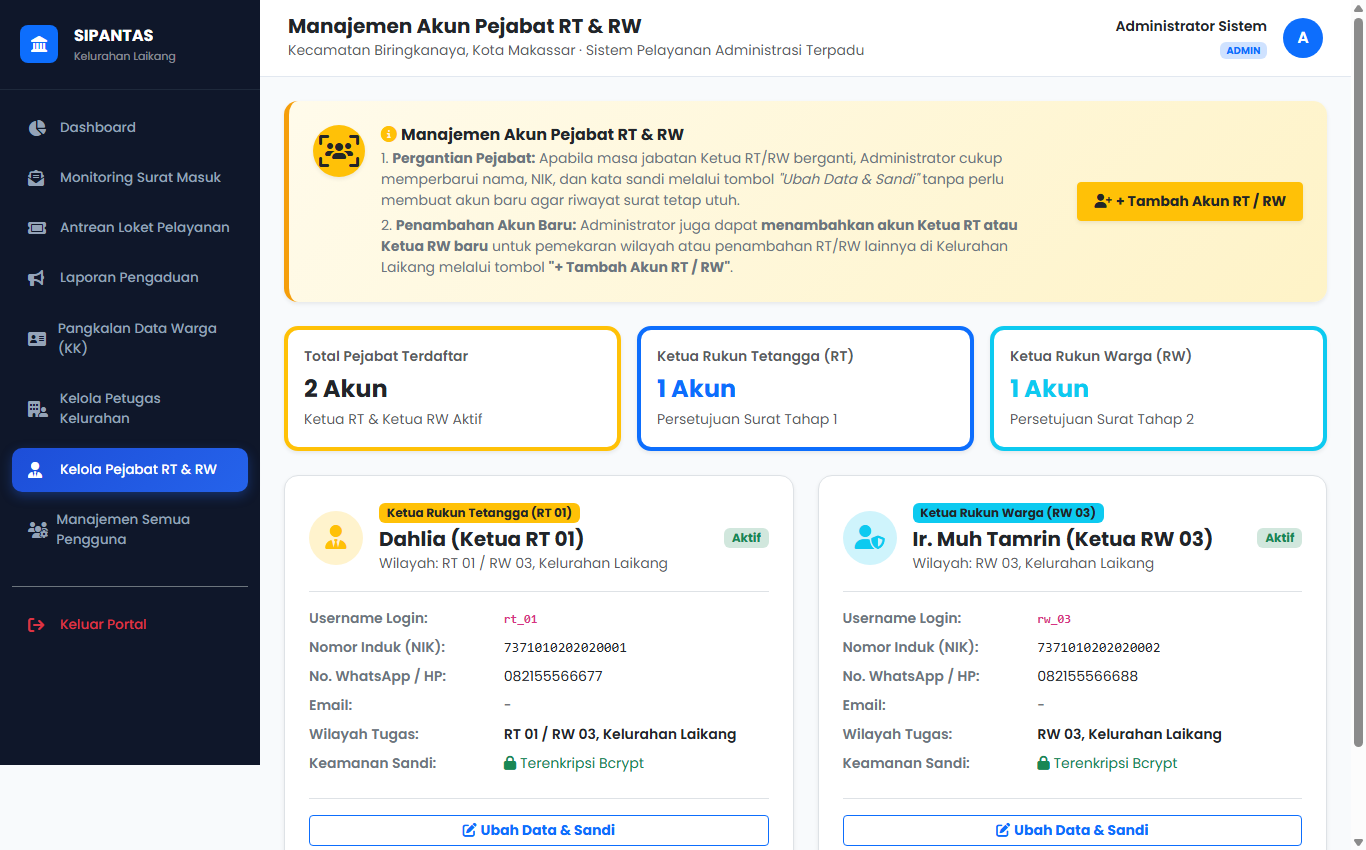 SIPANTAS
Kelurahan Laikang
Dashboard
Monitoring Surat Masuk
Antrean Loket Pelayanan
Laporan Pengaduan
Pangkalan Data Warga
(KK)
Kelola Petugas
Kelurahan
Kelola Pejabat RT & RW
Manajemen Semua
Pengguna
Keluar Portal
Manajemen Akun Pejabat RT & RW
Kecamatan Biringkanaya, Kota Makassar · Sistem Pelayanan Administrasi Terpadu
Administrator Sistem
ADMIN
A
Manajemen Akun Pejabat RT & RW
1. Pergantian Pejabat: Apabila masa jabatan Ketua RT/RW berganti, Administrator cukup
memperbarui nama, NIK, dan kata sandi melalui tombol "Ubah Data & Sandi" tanpa perlu
membuat akun baru agar riwayat surat tetap utuh.
2. Penambahan Akun Baru: Administrator juga dapat menambahkan akun Ketua RT atau
Ketua RW baru untuk pemekaran wilayah atau penambahan RT/RW lainnya di Kelurahan
Laikang melalui tombol "+ Tambah Akun RT / RW".
+ Tambah Akun RT / RW
Total Pejabat Terdaftar
2 Akun
Ketua RT & Ketua RW Aktif
Ketua Rukun Tetangga (RT)
1 Akun
Persetujuan Surat Tahap 1
Ketua Rukun Warga (RW)
1 Akun
Persetujuan Surat Tahap 2
Ketua Rukun Tetangga (RT 01)
Dahlia (Ketua RT 01)
Wilayah: RT 01 / RW 03, Kelurahan Laikang
Aktif
Username Login: rt_01
Nomor Induk (NIK): 7371010202020001
No. WhatsApp / HP: 082155566677
Email: -
Wilayah Tugas: RT 01 / RW 03, Kelurahan Laikang
Keamanan Sandi: Terenkripsi Bcrypt
Ubah Data & Sandi
Ketua Rukun Warga (RW 03)
Ir. Muh Tamrin (Ketua RW 03)
Wilayah: RW 03, Kelurahan Laikang
Aktif
Username Login: rw_03
Nomor Induk (NIK): 7371010202020002
No. WhatsApp / HP: 082155566688
Email: -
Wilayah Tugas: RW 03, Kelurahan Laikang
Keamanan Sandi: Terenkripsi Bcrypt
Ubah Data & Sandi